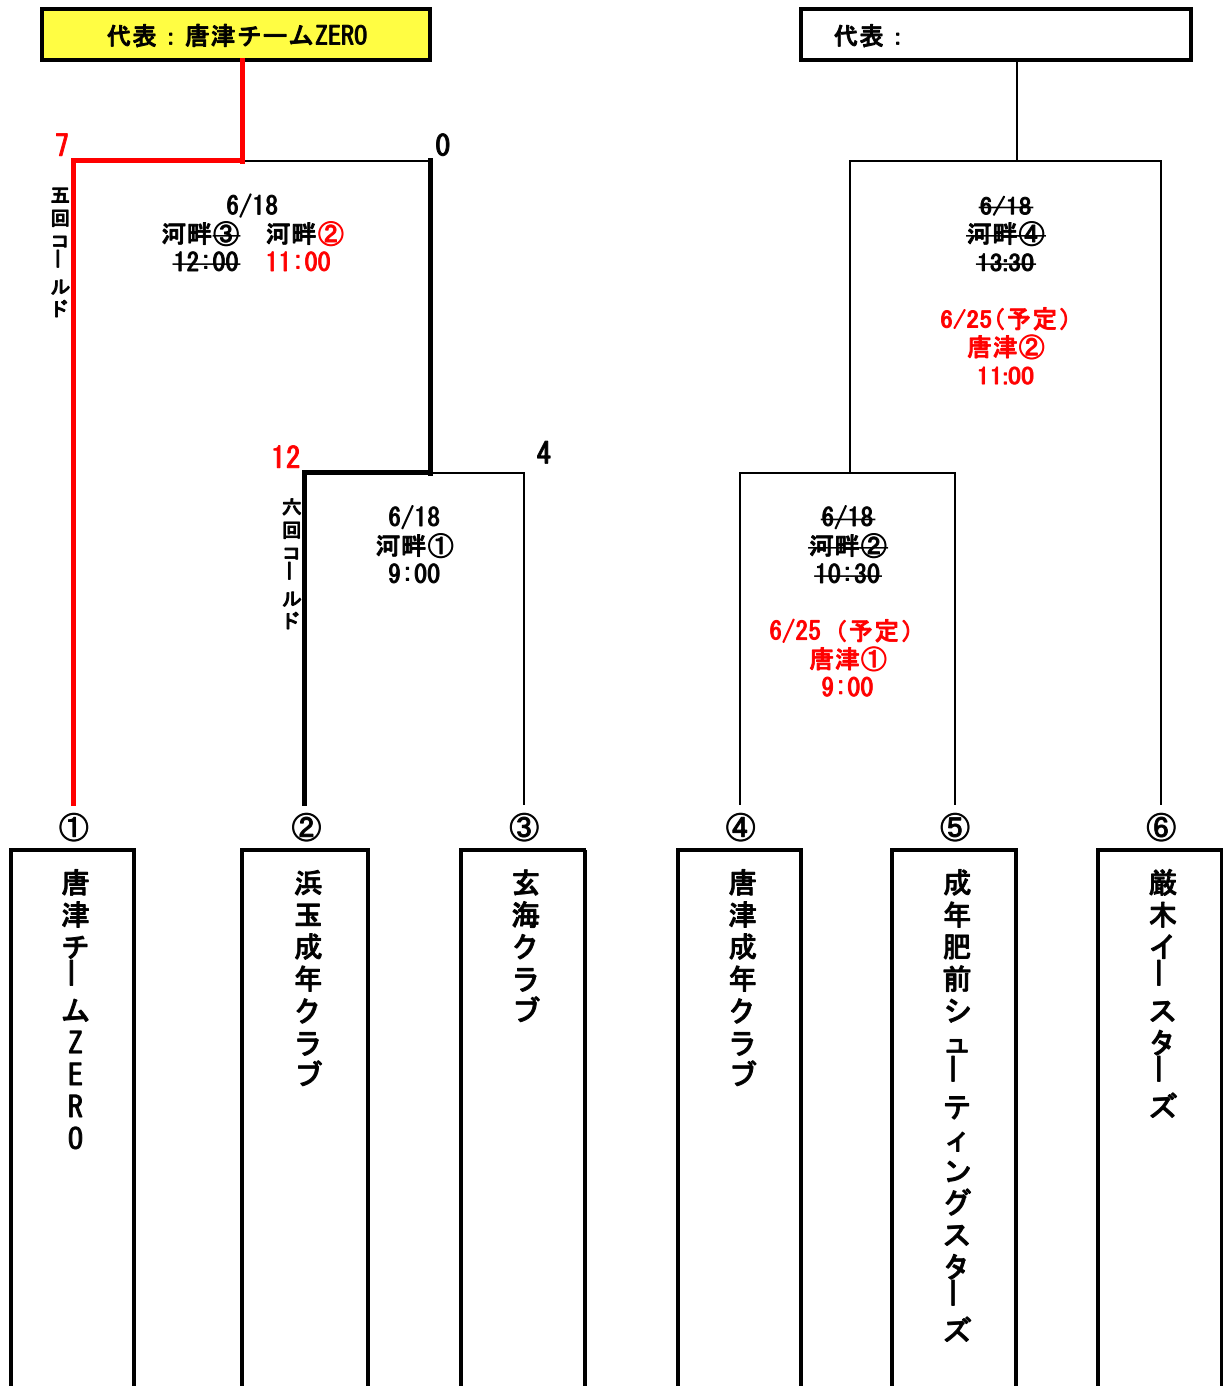 代表：唐津チームZERO
代表：
7
0
五回コールド
6/18
河畔③ 河畔②
12:00 11:00
6/18
河畔④
13:30
6/25(予定)
唐津②
11:00
12
4
六回コールド
6/18
河畔①
9:00
6/18
河畔②
10:30
6/25 (予定)
唐津①
9:00
①
②
③
④
⑤
⑥
唐津チームZERO
浜玉成年クラブ
玄海クラブ
唐津成年クラブ
成年肥前シューティングスターズ
厳木イースターズ